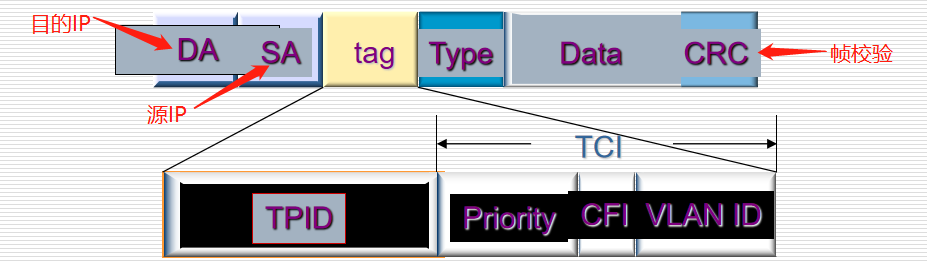 目的IP
DA
SA
tag
Type
Data
CRC
帧校验
源IP
TCI
TPID
Priority
CFI
VLAN ID